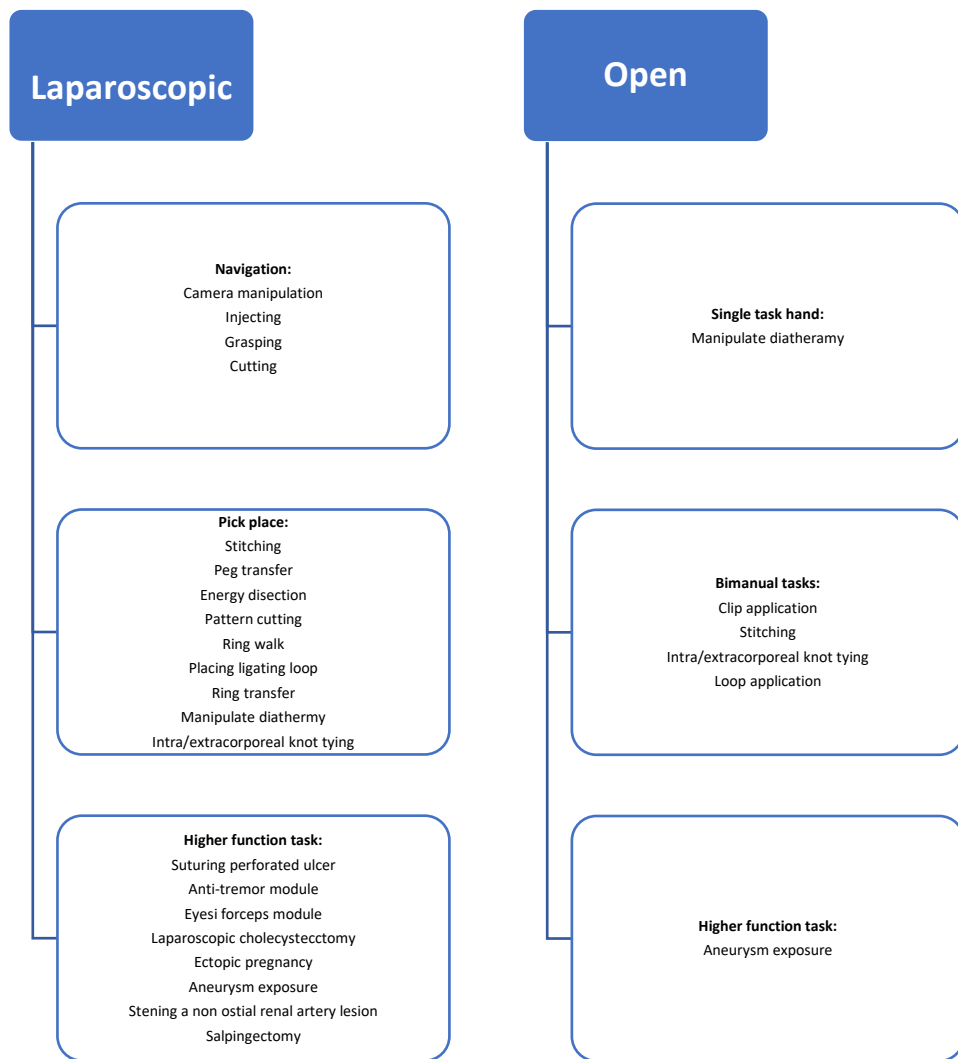 Laparoscopic
Navigation:
Camera manipulation
Injecting
Grasping
Cutting
Pick place:
Stitching
Peg transfer
Energy disection
Pattern cutting
Ring walk
Placing ligating loop
Ring transfer
Manipulate diathermy
Intra/extracorporeal knot tying
Higher function task:
Suturing perforated ulcer
Anti-tremor module
Eyesi forceps module
Laparoscopic cholecystecctomy
Ectopic pregnancy
Aneurysm exposure
Stening a non ostial renal artery lesion
Salpingectomy
Open
Single task hand:
Manipulate diatheramy
Bimanual tasks:
Clip application
Stitching
Intra/extracorporeal knot tying
Loop application
Higher function task:
Aneurysm exposure